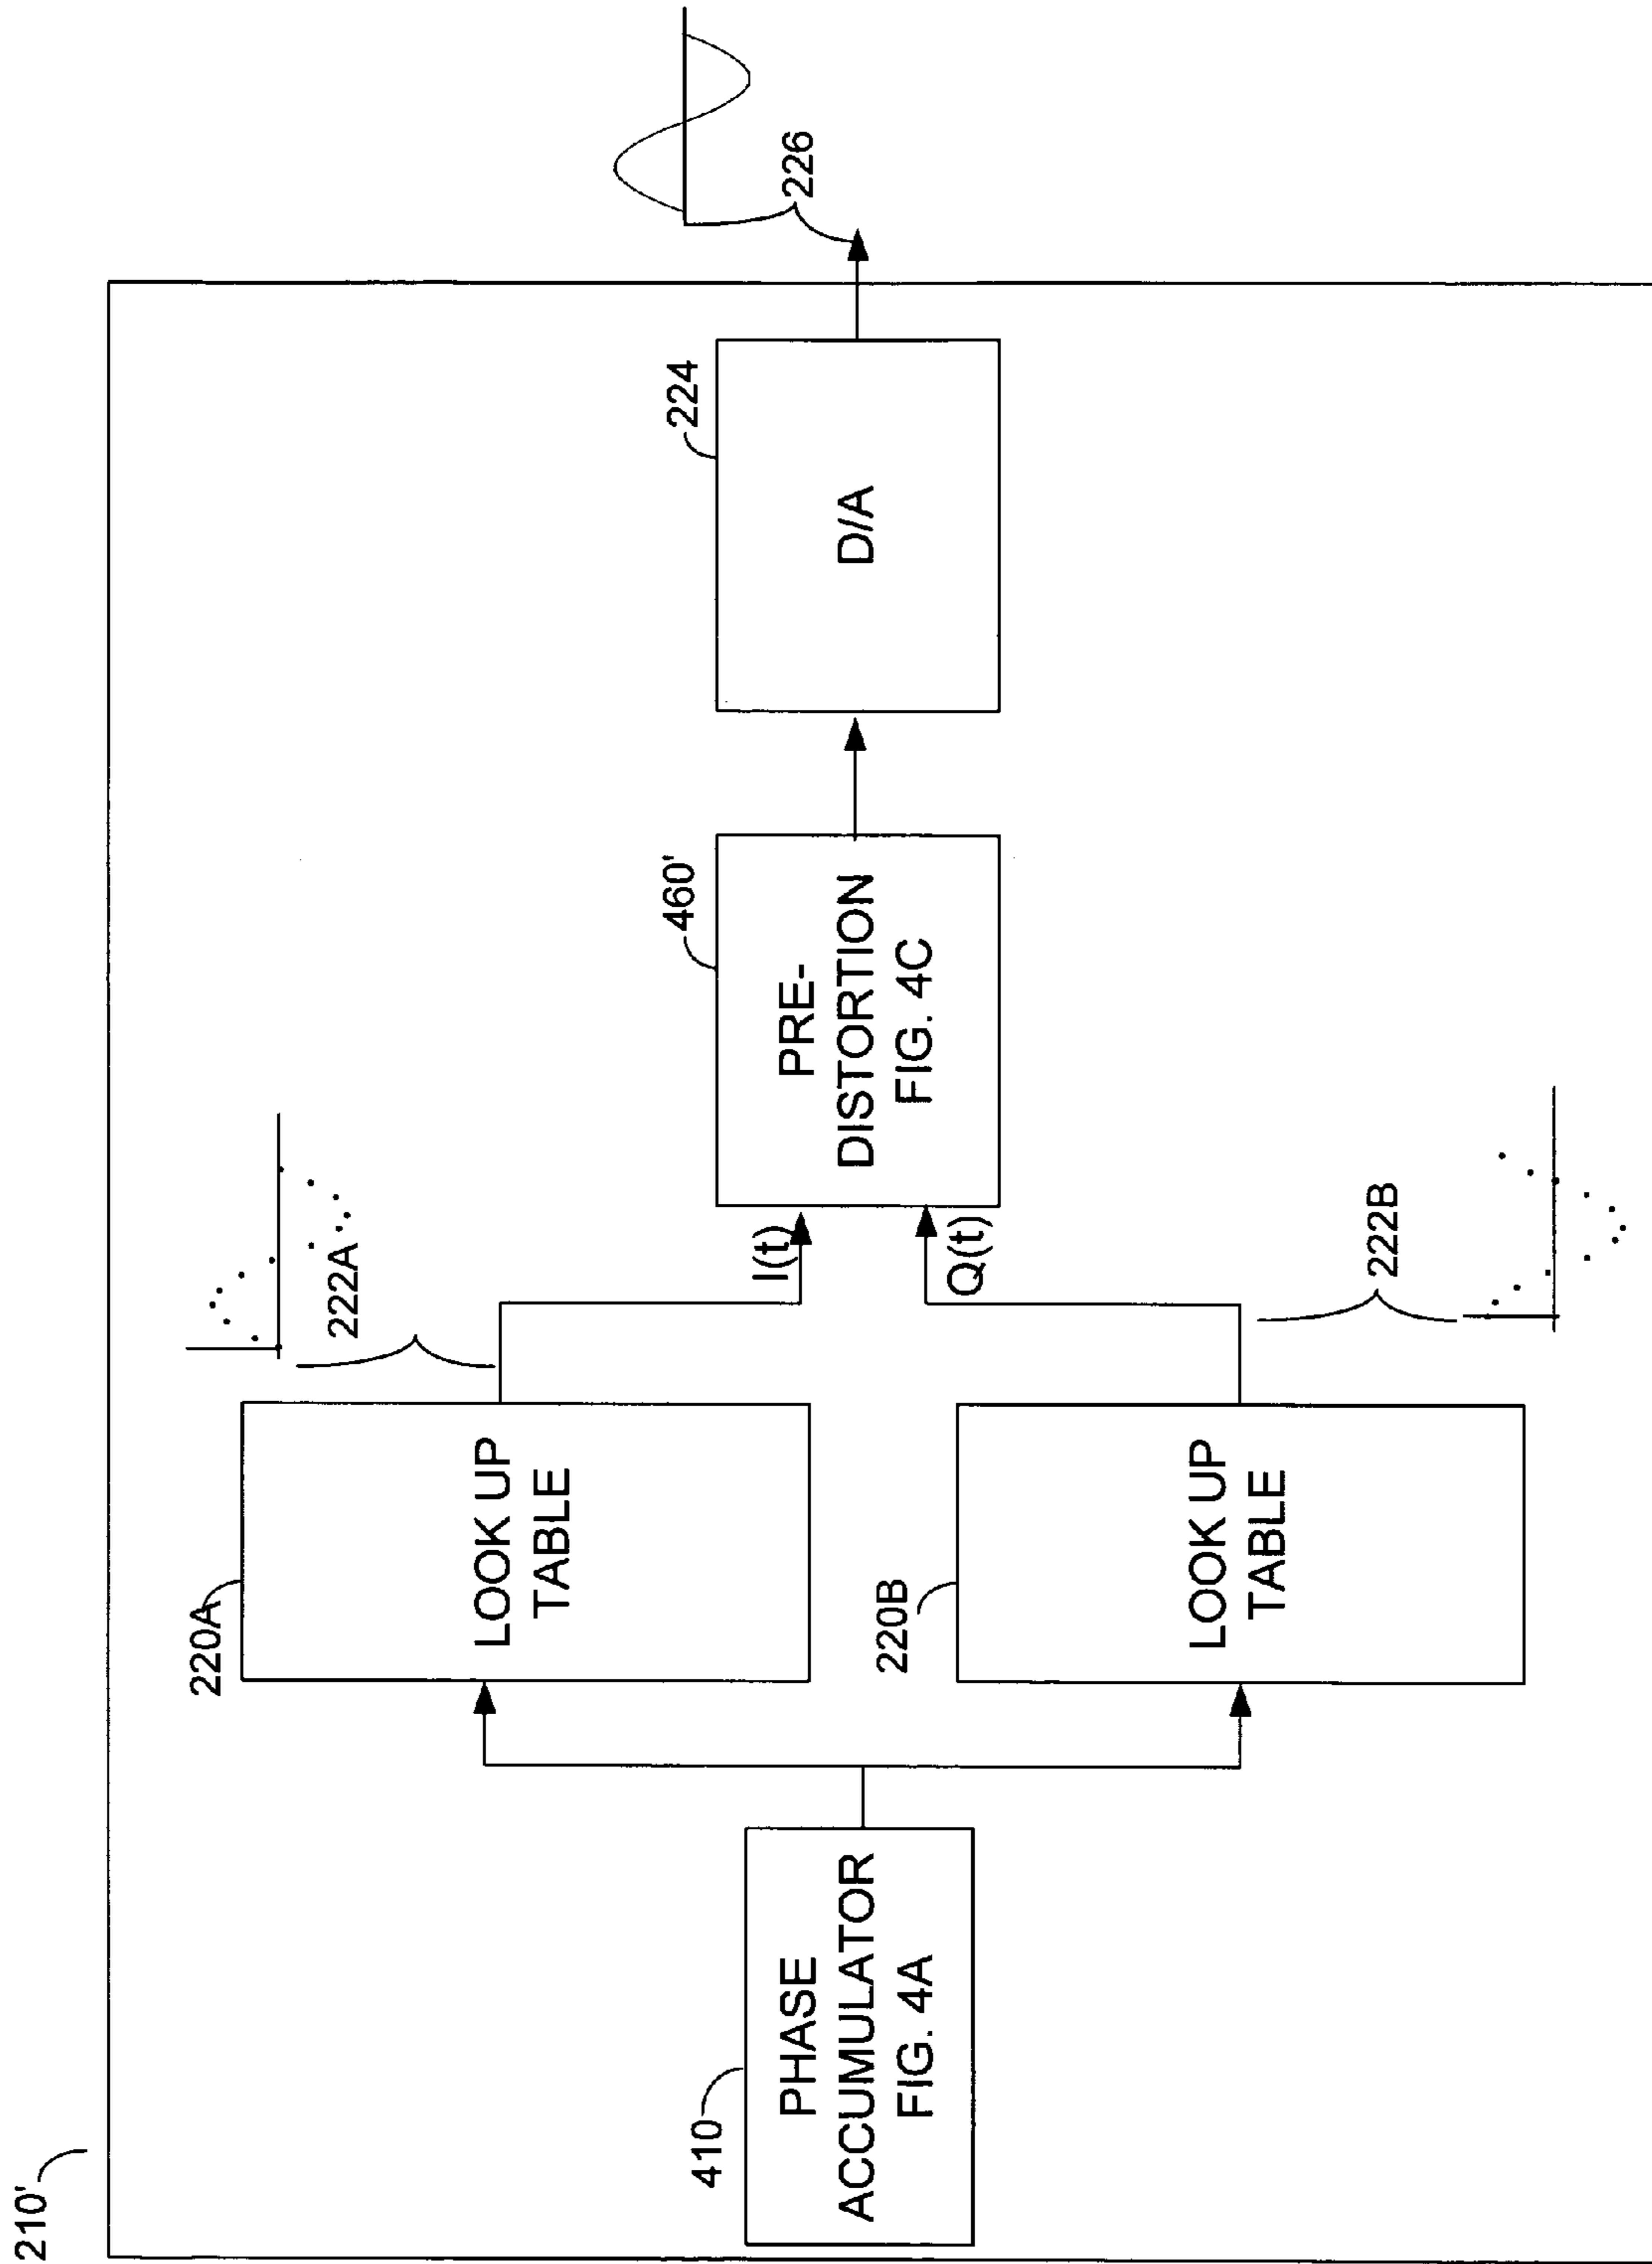 210'
410
PHASE
ACCUMULATOR
FIG. 4A
220A
LOOK UP
TABLE
220B
LOOK UP
TABLE
222A
I(t)
Q(t)
222B
460'
PRE-
DISTORTION
FIG. 4C
224
D/A
226